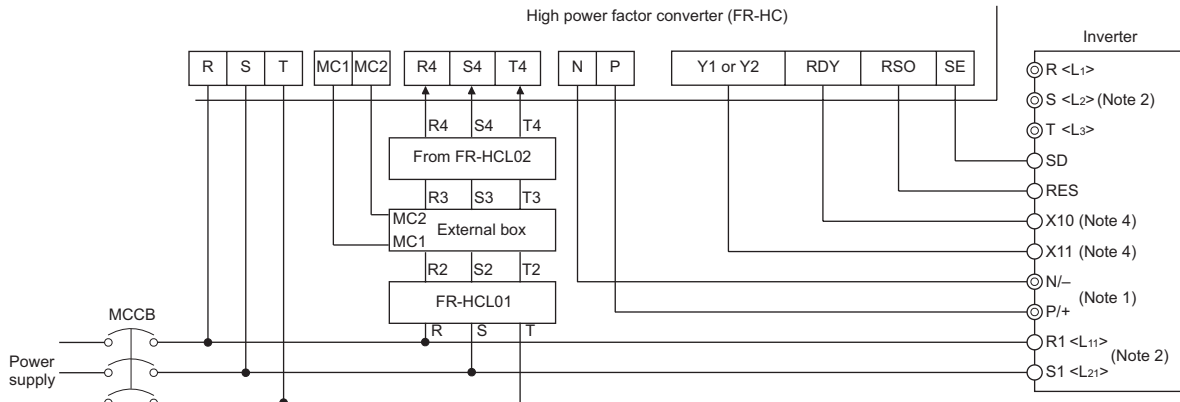 High power factor converter (FR-HC)
Inverter
R S T MC1 MC2 R4 S4 T4 N P Y1 or Y2 RDY RSO SE
R <L1>
S <L2> (Note 2)
T <L3>
R4 S4 T4
From FR-HCL02
SD
R3 S3 T3
RES
MC2
External box
X10 (Note 4)
MC1
X11 (Note 4)
R2 S2 T2
N/–
FR-HCL01
(Note 1)
MCCB
P/+
R S T
R1 <L11>
Power
supply
(Note 2)
S1 <L21>